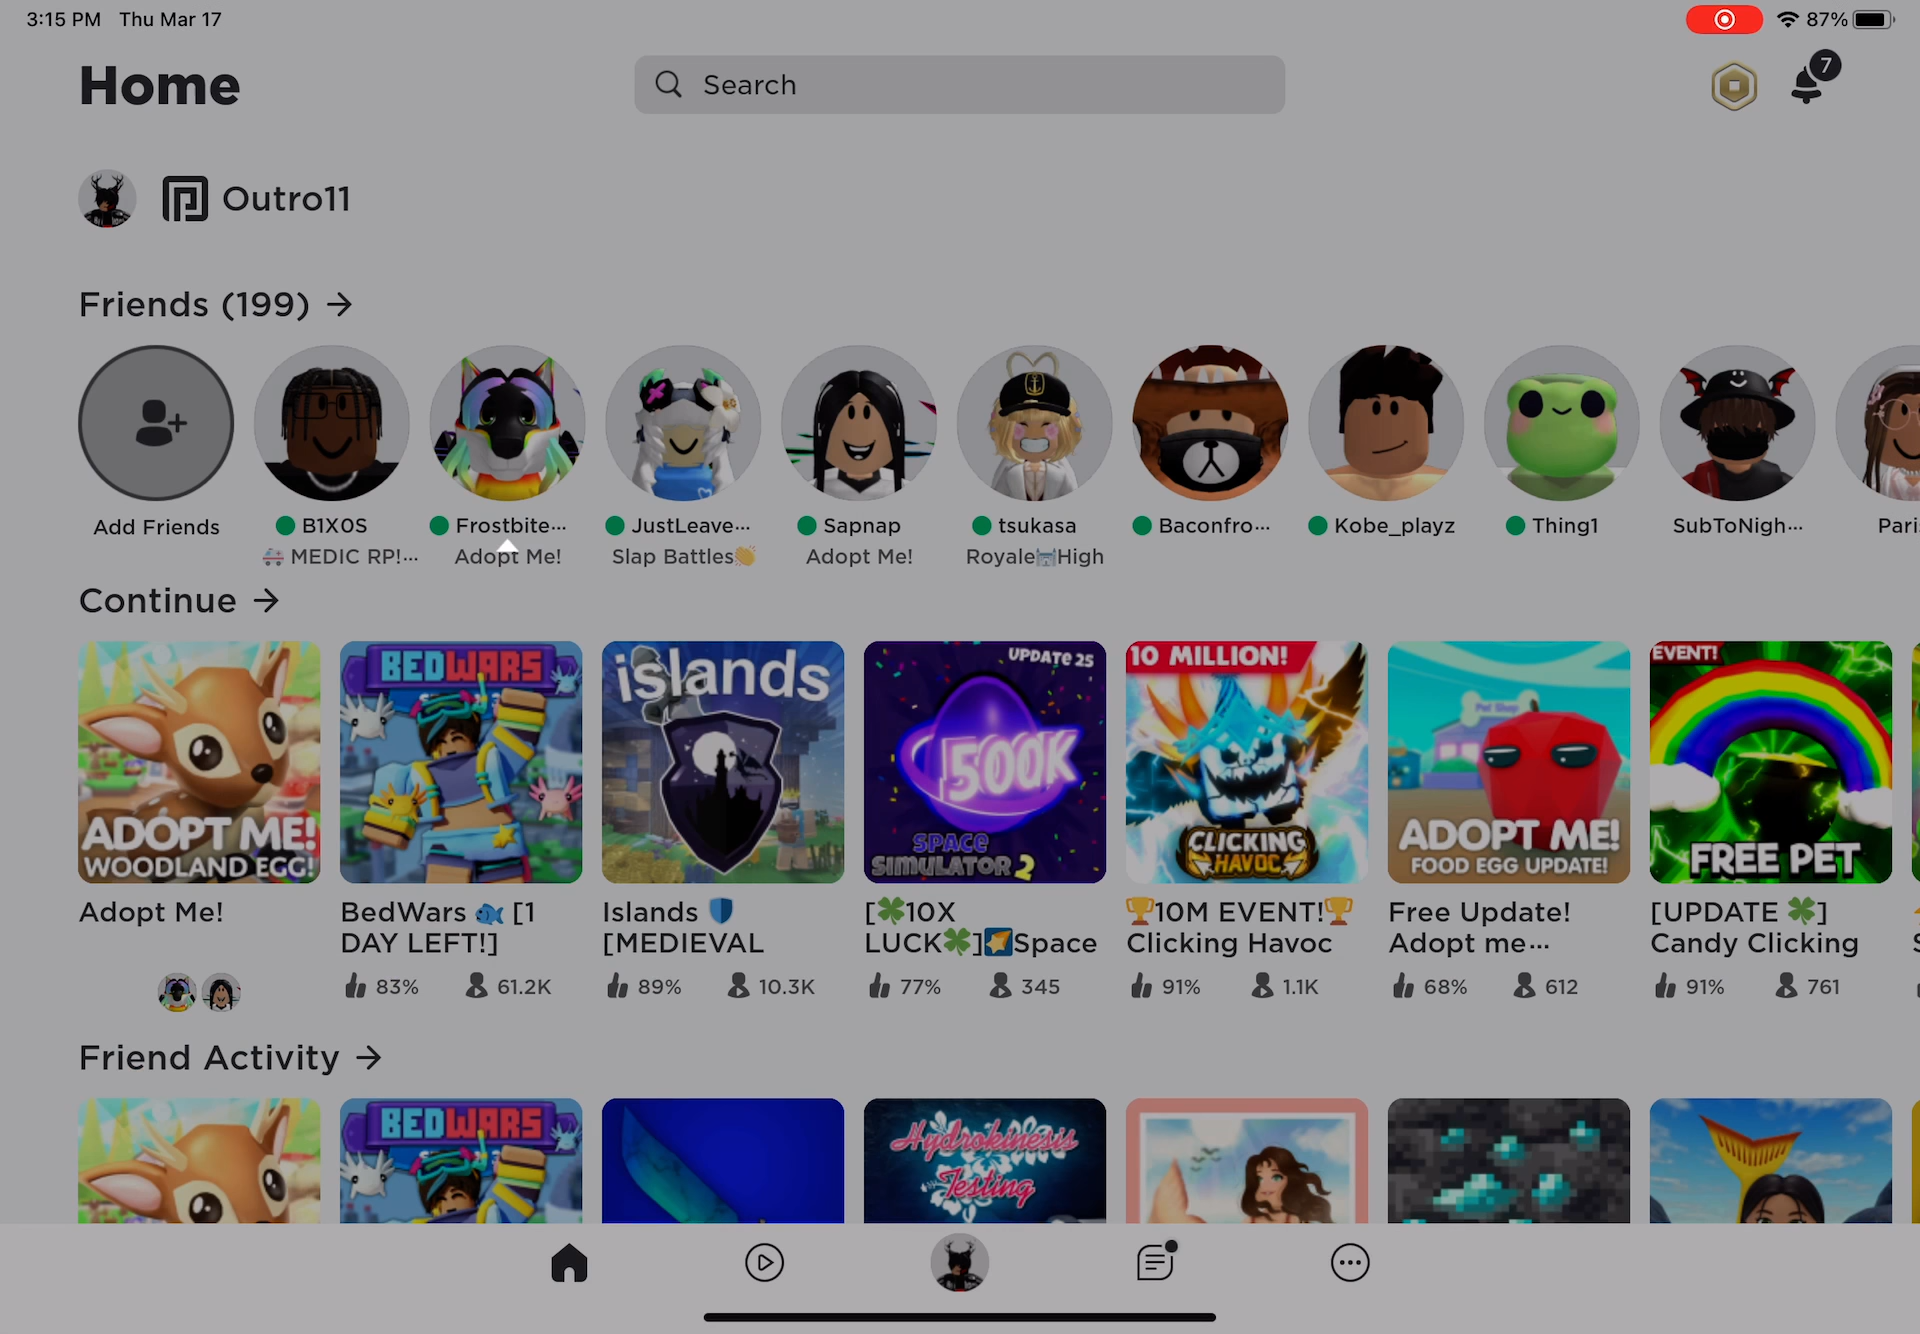 3:15 PM Thu Mar 17
87%
Home
Search
7
Outro11
Friends (199) →
Add Friends
B1X0S
🚑 MEDIC RP!...
Frostbite...
Adopt Me!
JustLeave...
Slap Battles👏
Sapnap
Adopt Me!
tsukasa
Royale🏰High
Baconfro...
Kobe_playz
Thing1
SubToNigh...
Paris
Continue →
ADOPT ME!
WOODLAND EGG!
BEDWARS
islands
UPDATE 25
500K
SPACE
SIMULATOR 2
10 MILLION!
CLICKING
HAVOC
Pet Shop
ADOPT ME!
FOOD EGG UPDATE!
EVENT!
FREE PET
Adopt Me!
BedWars 🐟 [1
DAY LEFT!]
83% 61.2K
Islands 🛡️
[MEDIEVAL
89% 10.3K
[🍀10X
LUCK🍀]🌠Space
77% 345
🏆10M EVENT!🏆
Clicking Havoc
91% 1.1K
Free Update!
Adopt me...
68% 612
[UPDATE 🍀]
Candy Clicking
91% 761
Friend Activity →
BEDWARS
Hydrokinesis
Testing